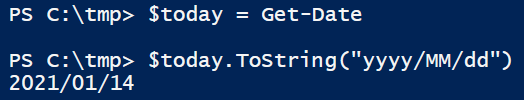 PS C:\tmp> $today = Get-Date
PS C:\tmp> $today.ToString("yyyy/MM/dd")
2021/01/14